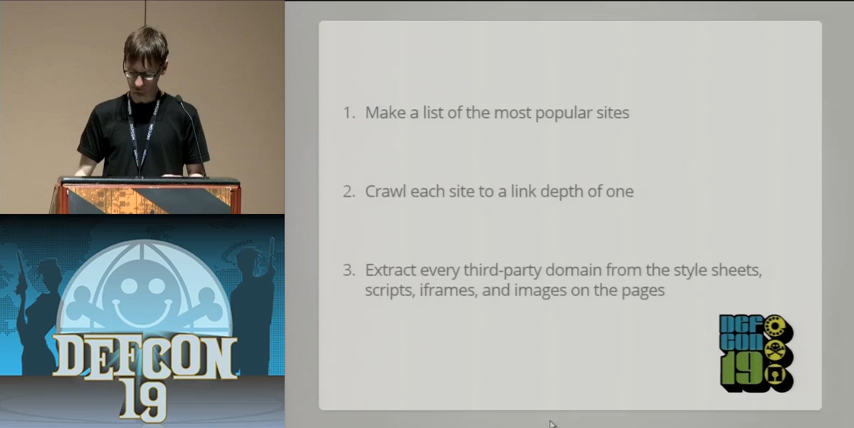 1. Make a list of the most popular sites
2. Crawl each site to a link depth of one
3. Extract every third-party domain from the style sheets,
scripts, iframes, and images on the pages
DEFCON
19
DEF
CON
19